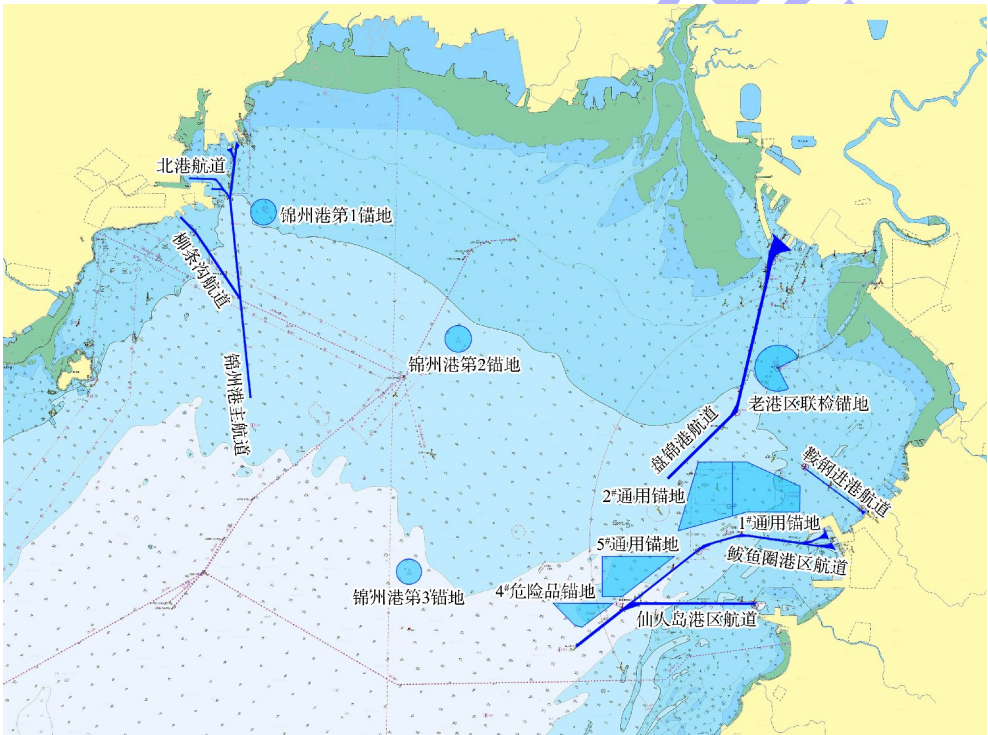 北港航道
锦州港第1锚地
柳条沟航道
锦州港主航道
锦州港第2锚地
老港区联检锚地
盘锦港航道
鞍钢进港航道
2#通用锚地
1#通用锚地
5#通用锚地
鲅鱼圈港区航道
锦州港第3锚地
4#危险品锚地
仙人岛港区航道